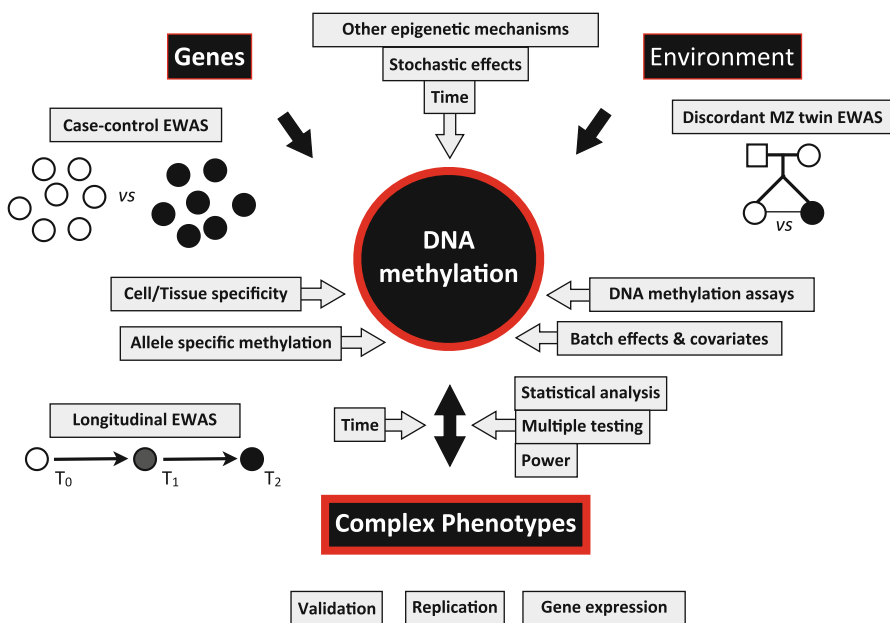 Other epigenetic mechanisms
Genes
Stochastic effects
Environment
Time
Case-control EWAS
Discordant MZ twin EWAS
vs
vs
DNA
methylation
Cell/Tissue specificity
DNA methylation assays
Allele specific methylation
Batch effects & covariates
Statistical analysis
Longitudinal EWAS
Time
Multiple testing
Power
T0
T1
T2
Complex Phenotypes
Validation
Replication
Gene expression